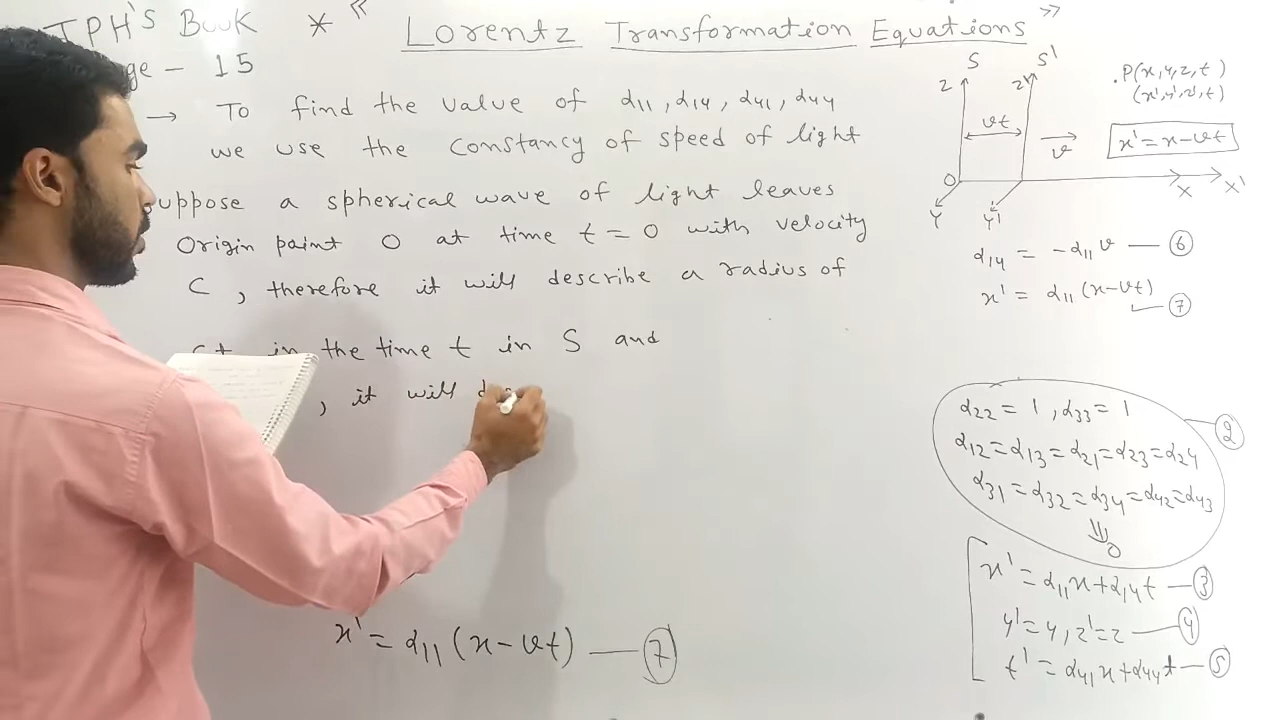 TPH's Book * " Lorentz Transformation Equations "
ge - 15
→ To find the value of α11, α14, α41, α44
we use the constancy of speed of light
uppose a spherical wave of light leaves
Origin point O at time t = 0 with velocity
C , therefore it will describe a radius of
ct in the time t in S and
, it will des
x' = α11 (x - vt) — 7
S S'
.P(x,y,z,t)
(x',y',z',t)
Z Z'
vt
v
x' = x - vt
O X X'
Y Y'
α14 = -α11 v — 6
x' = α11 (x - vt)
7
α22 = 1 , α33 = 1
2
α12 = α13 = α21 = α23 = α24
α31 = α32 = α34 = α42 = α43
0
x' = α11 x + α14 t — 3
y' = y , z' = z — 4
t' = α41 x + α44 t — 5